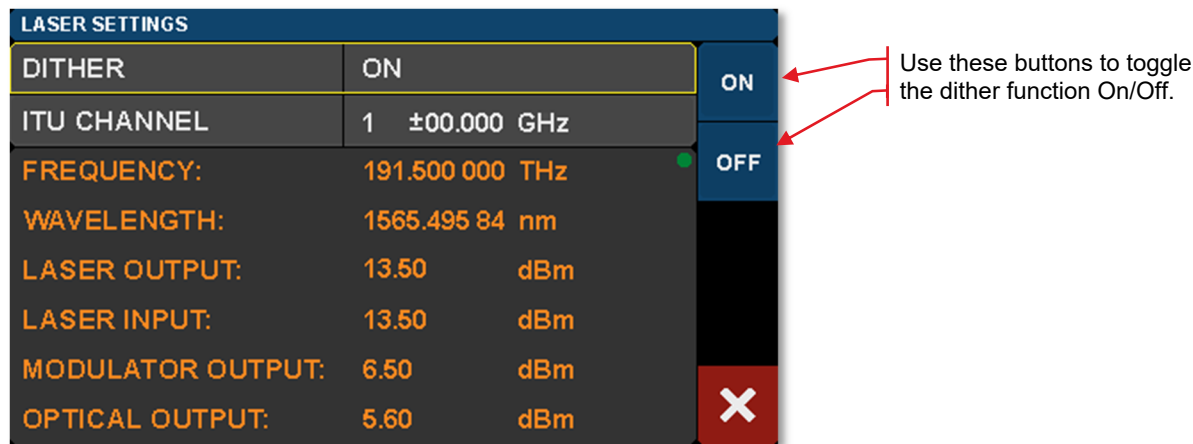 LASER SETTINGS
DITHER ON
ITU CHANNEL 1 ±00.000 GHz
FREQUENCY: 191.500 000 THz
WAVELENGTH: 1565.495 84 nm
LASER OUTPUT: 13.50 dBm
LASER INPUT: 13.50 dBm
MODULATOR OUTPUT: 6.50 dBm
OPTICAL OUTPUT: 5.60 dBm
ON
OFF
Use these buttons to toggle
the dither function On/Off.